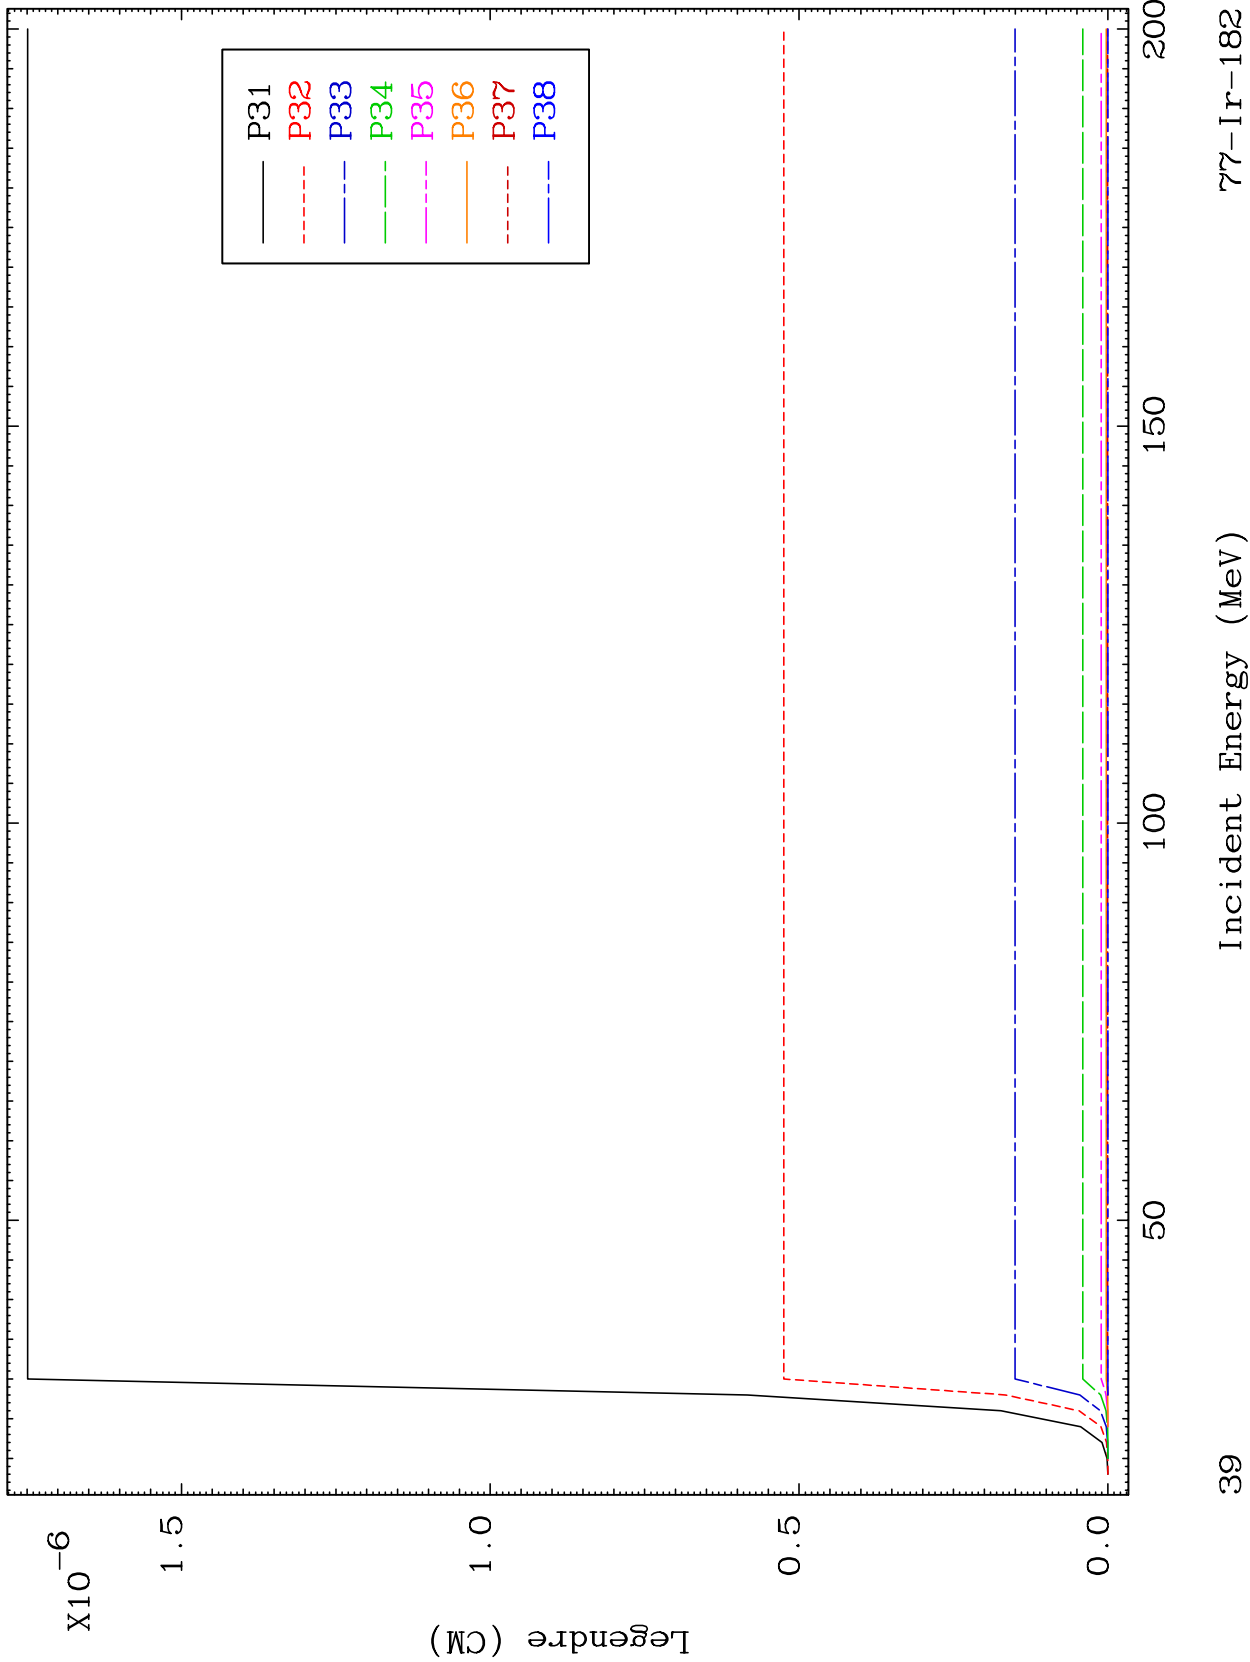 X10-6
1.5
1.0
0.5
0.0
Legendre (CM)
P31
P32
P33
P34
P35
P36
P37
P38
50
100
150
200
39
Incident Energy (MeV)
77-Ir-182